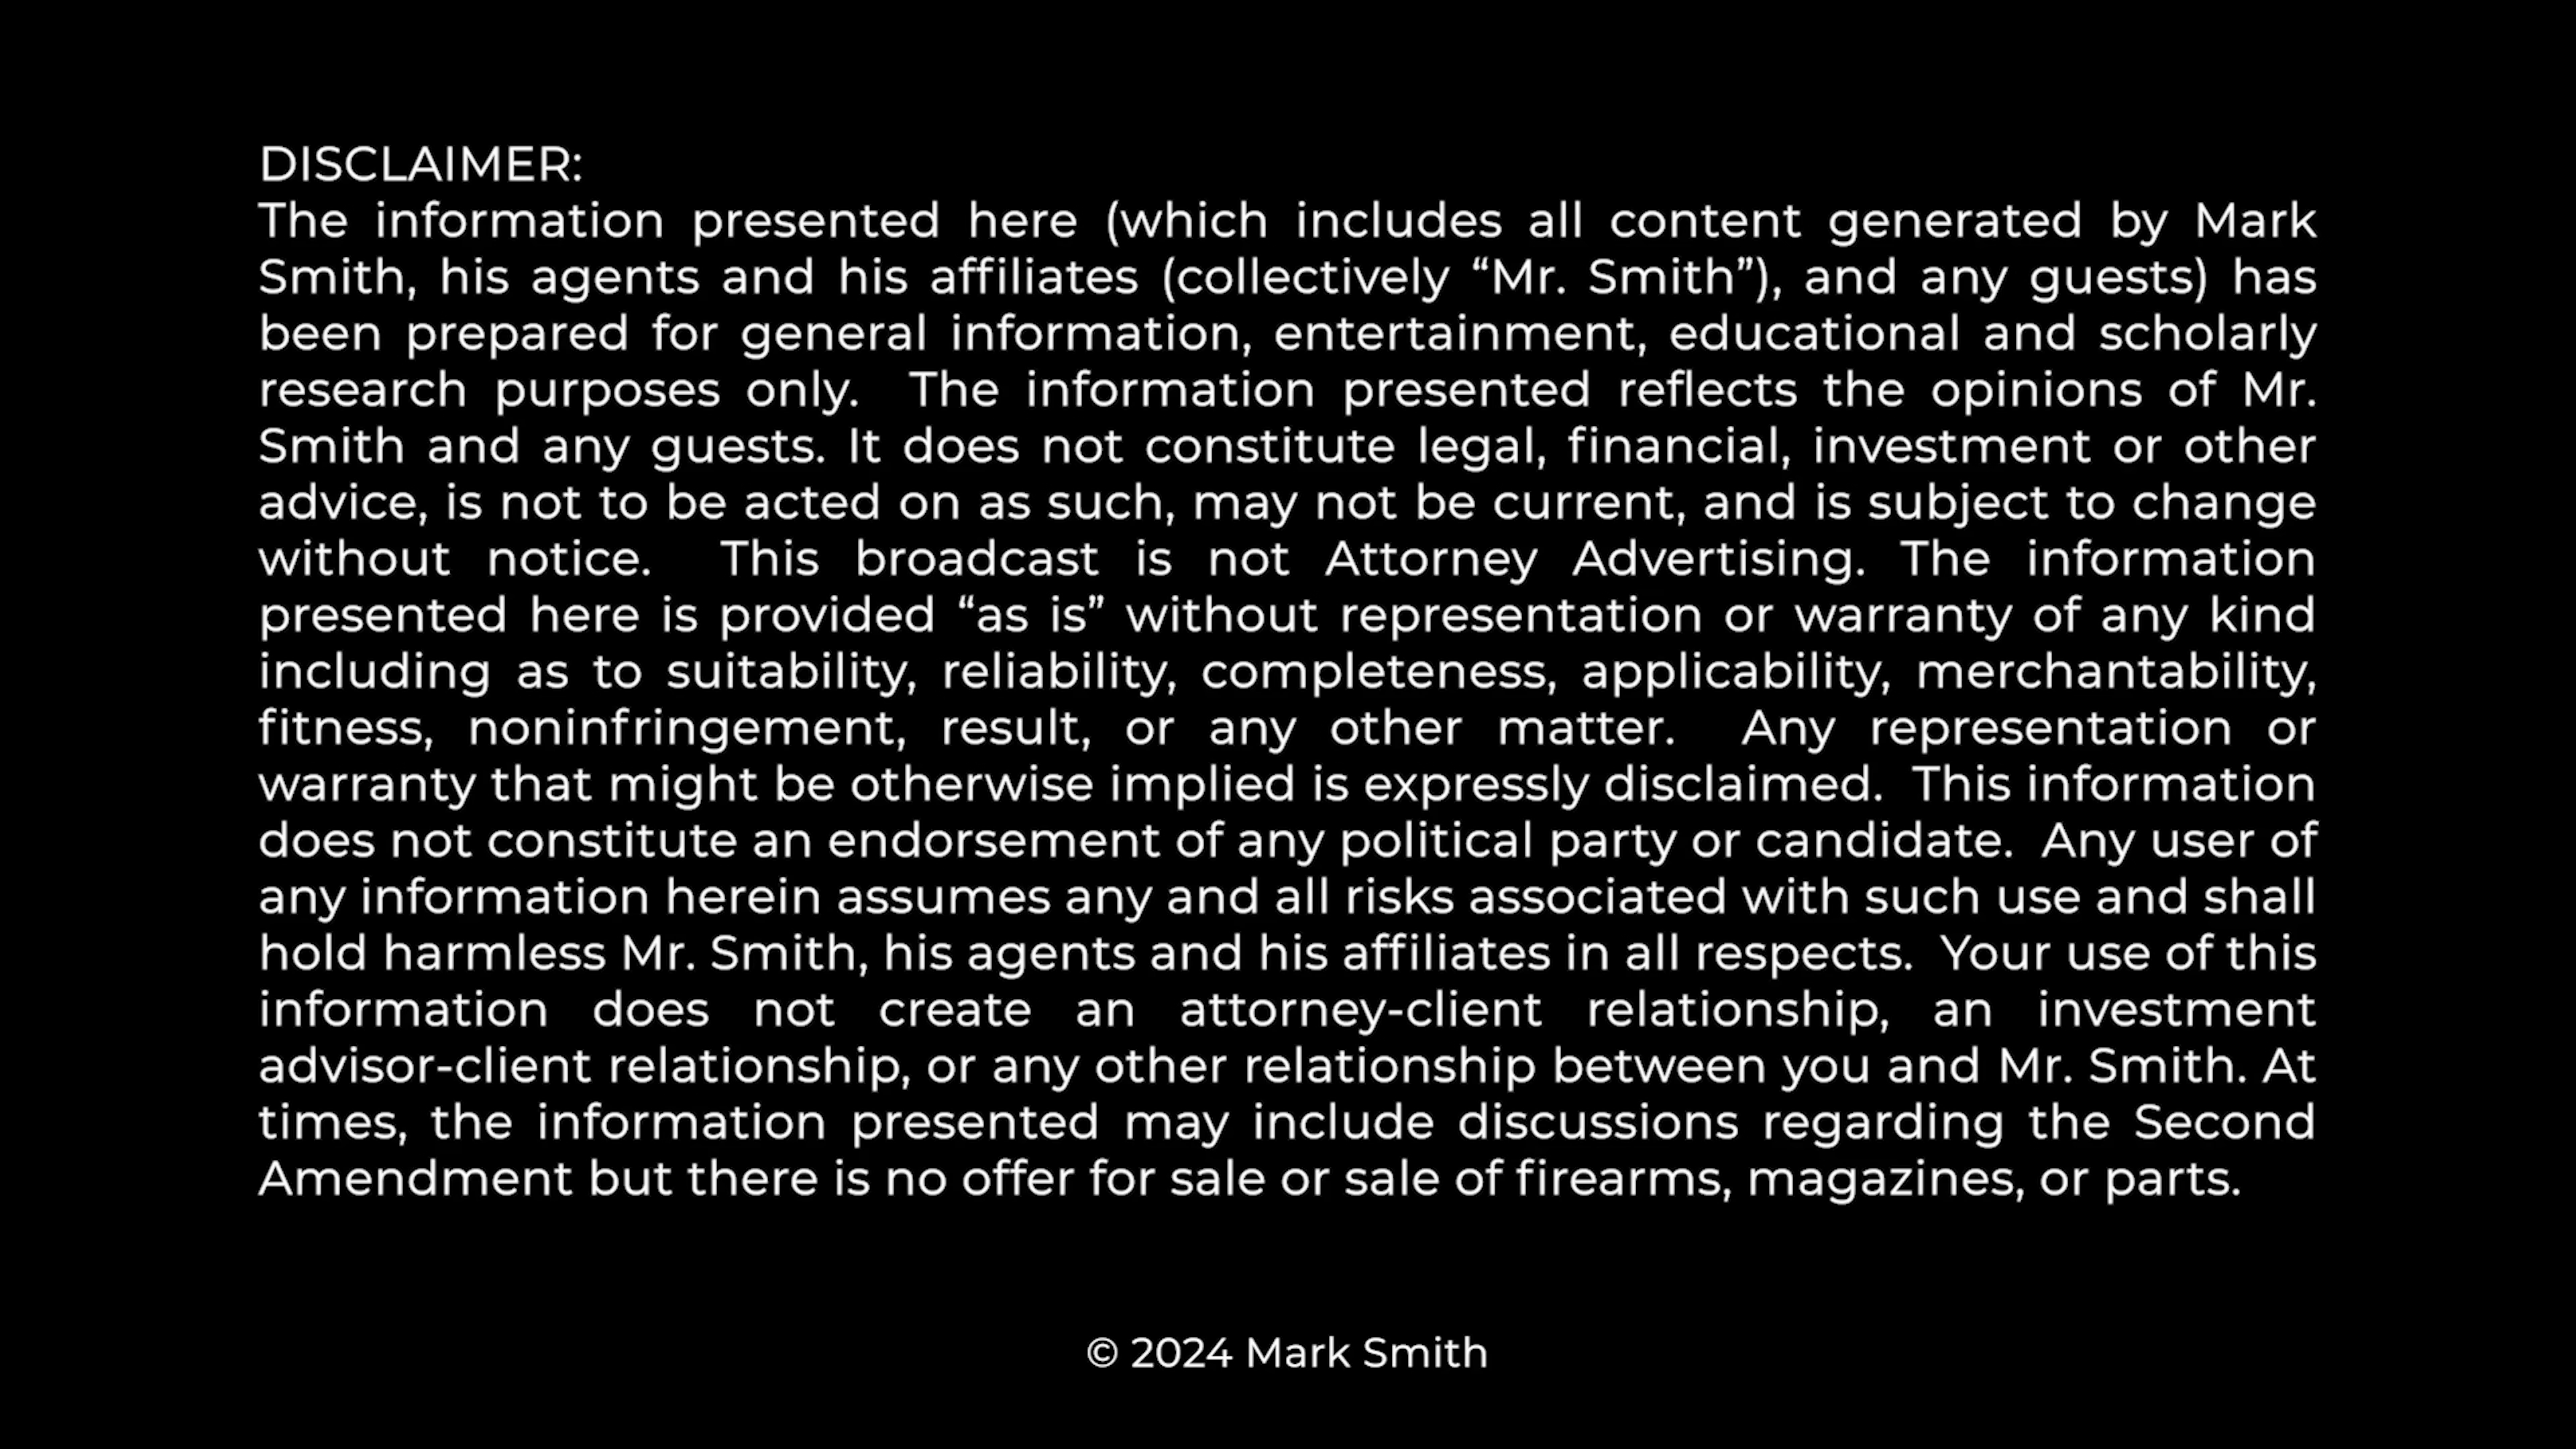 DISCLAIMER:
The information presented here (which includes all content generated by Mark
Smith, his agents and his affiliates (collectively “Mr. Smith”), and any guests) has
been prepared for general information, entertainment, educational and scholarly
research purposes only.  The information presented reflects the opinions of Mr.
Smith and any guests. It does not constitute legal, financial, investment or other
advice, is not to be acted on as such, may not be current, and is subject to change
without notice.  This broadcast is not Attorney Advertising. The information
presented here is provided “as is” without representation or warranty of any kind
including as to suitability, reliability, completeness, applicability, merchantability,
fitness, noninfringement, result, or any other matter.  Any representation or
warranty that might be otherwise implied is expressly disclaimed.  This information
does not constitute an endorsement of any political party or candidate.  Any user of
any information herein assumes any and all risks associated with such use and shall
hold harmless Mr. Smith, his agents and his affiliates in all respects.  Your use of this
information does not create an attorney-client relationship, an investment
advisor-client relationship, or any other relationship between you and Mr. Smith. At
times, the information presented may include discussions regarding the Second
Amendment but there is no offer for sale or sale of firearms, magazines, or parts.
© 2024 Mark Smith